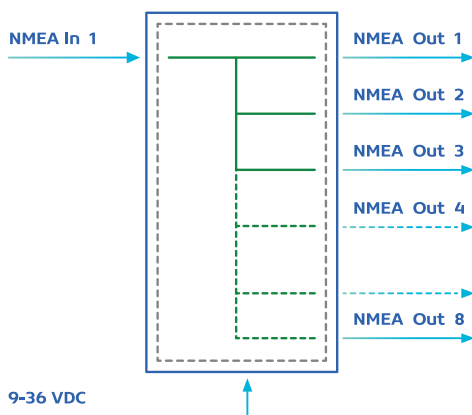 NMEA In 1
NMEA Out 1
NMEA Out 2
NMEA Out 3
NMEA Out 4
NMEA Out 8
9-36 VDC